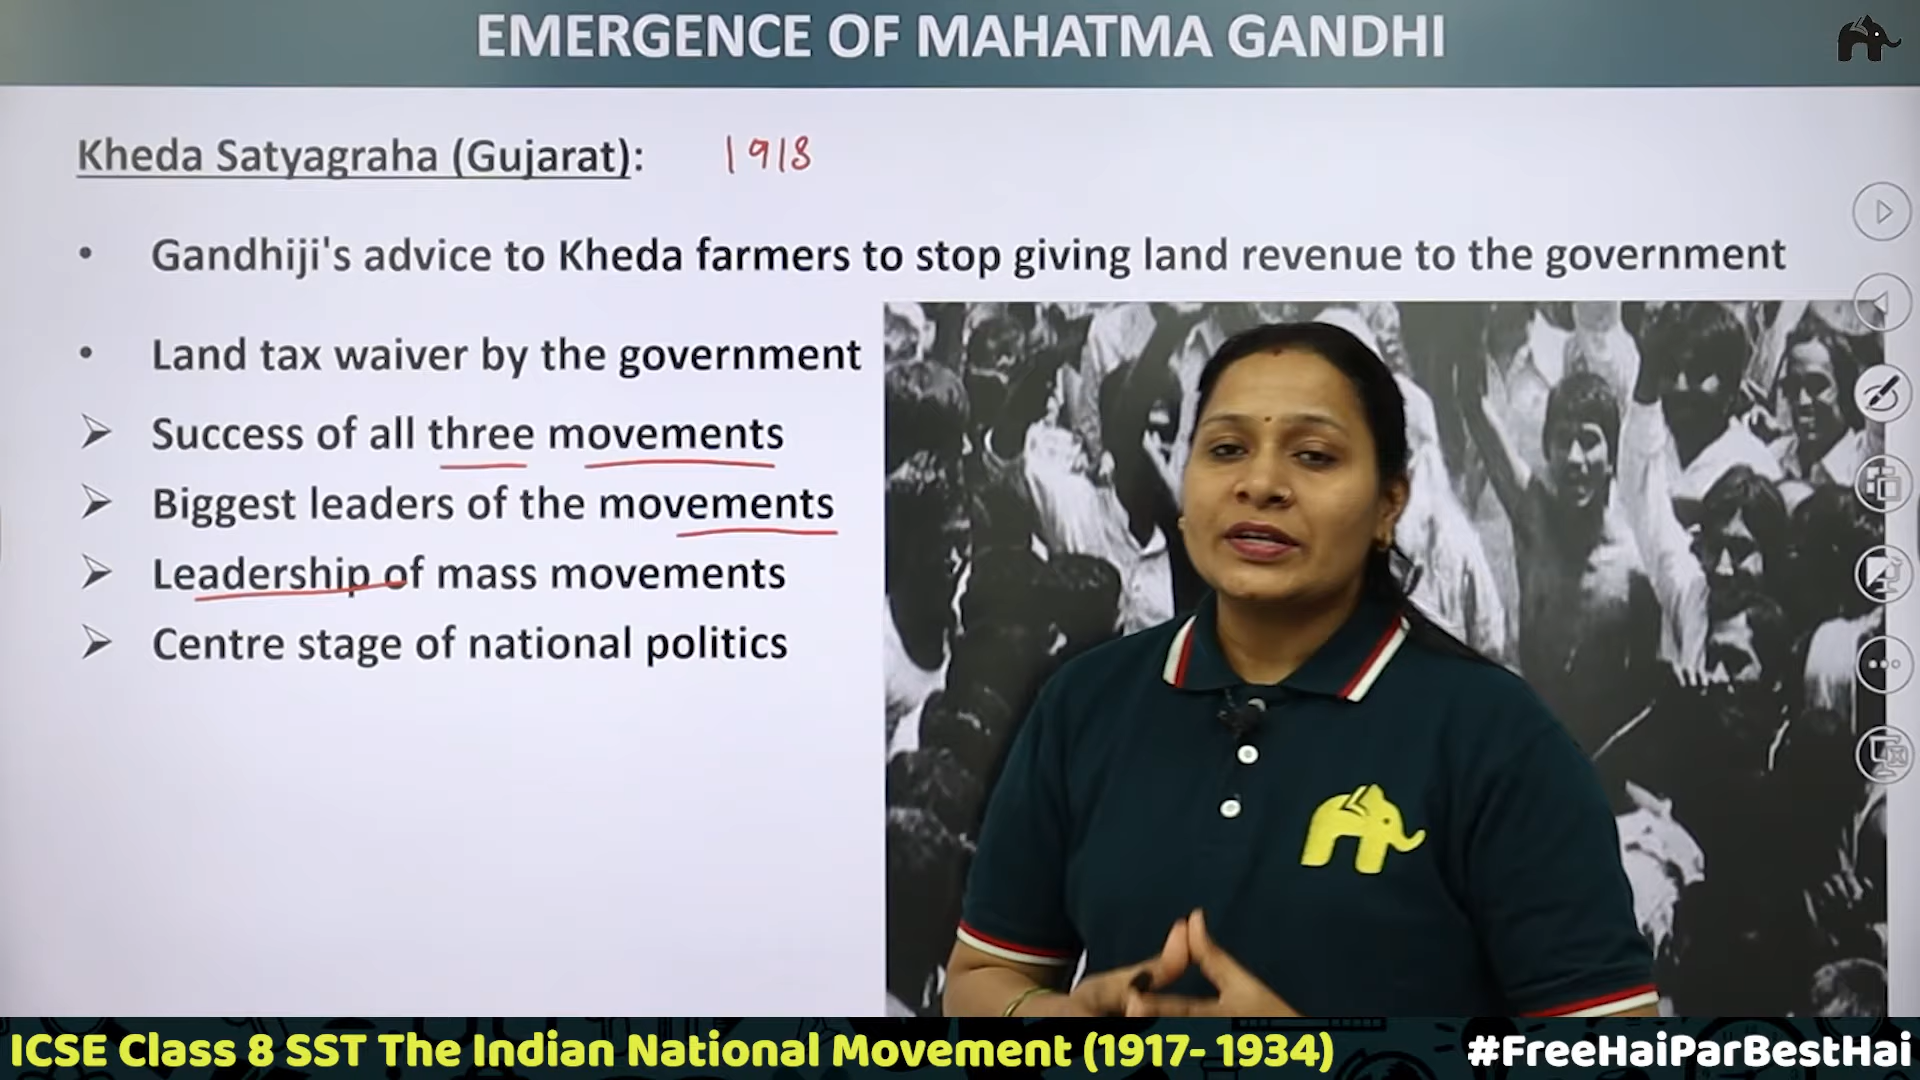 EMERGENCE OF MAHATMA GANDHI
Kheda Satyagraha (Gujarat): 1918
• Gandhiji's advice to Kheda farmers to stop giving land revenue to the government
• Land tax waiver by the government
➢ Success of all three movements
➢ Biggest leaders of the movements
➢ Leadership of mass movements
➢ Centre stage of national politics
ICSE Class 8 SST The Indian National Movement (1917- 1934) #FreeHaiParBestHai